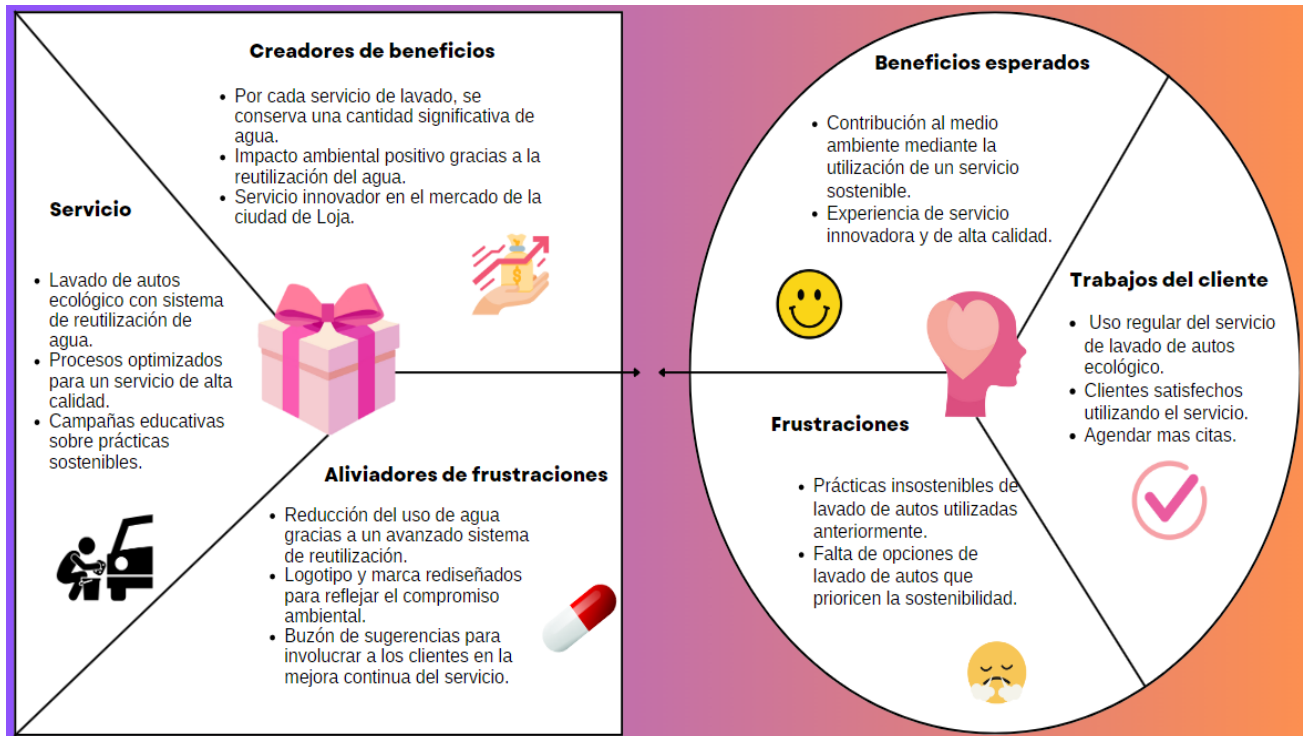 Creadores de beneficios
• Por cada servicio de lavado, se
conserva una cantidad significativa de
agua.
• Impacto ambiental positivo gracias a la
reutilización del agua.
• Servicio innovador en el mercado de la
ciudad de Loja.
Servicio
• Lavado de autos
ecológico con sistema
de reutilización de
agua.
• Procesos optimizados
para un servicio de alta
calidad.
• Campañas educativas
sobre prácticas
sostenibles.
Aliviadores de frustraciones
• Reducción del uso de agua
gracias a un avanzado sistema
de reutilización.
• Logotipo y marca rediseñados
para reflejar el compromiso
ambiental.
• Buzón de sugerencias para
involucrar a los clientes en la
mejora continua del servicio.
Beneficios esperados
• Contribución al medio
ambiente mediante la
utilización de un servicio
sostenible.
• Experiencia de servicio
innovadora y de alta calidad.
Trabajos del cliente
• Uso regular del servicio
de lavado de autos
ecológico.
• Clientes satisfechos
utilizando el servicio.
• Agendar mas citas.
Frustraciones
• Prácticas insostenibles de
lavado de autos utilizadas
anteriormente.
• Falta de opciones de
lavado de autos que
prioricen la sostenibilidad.
$